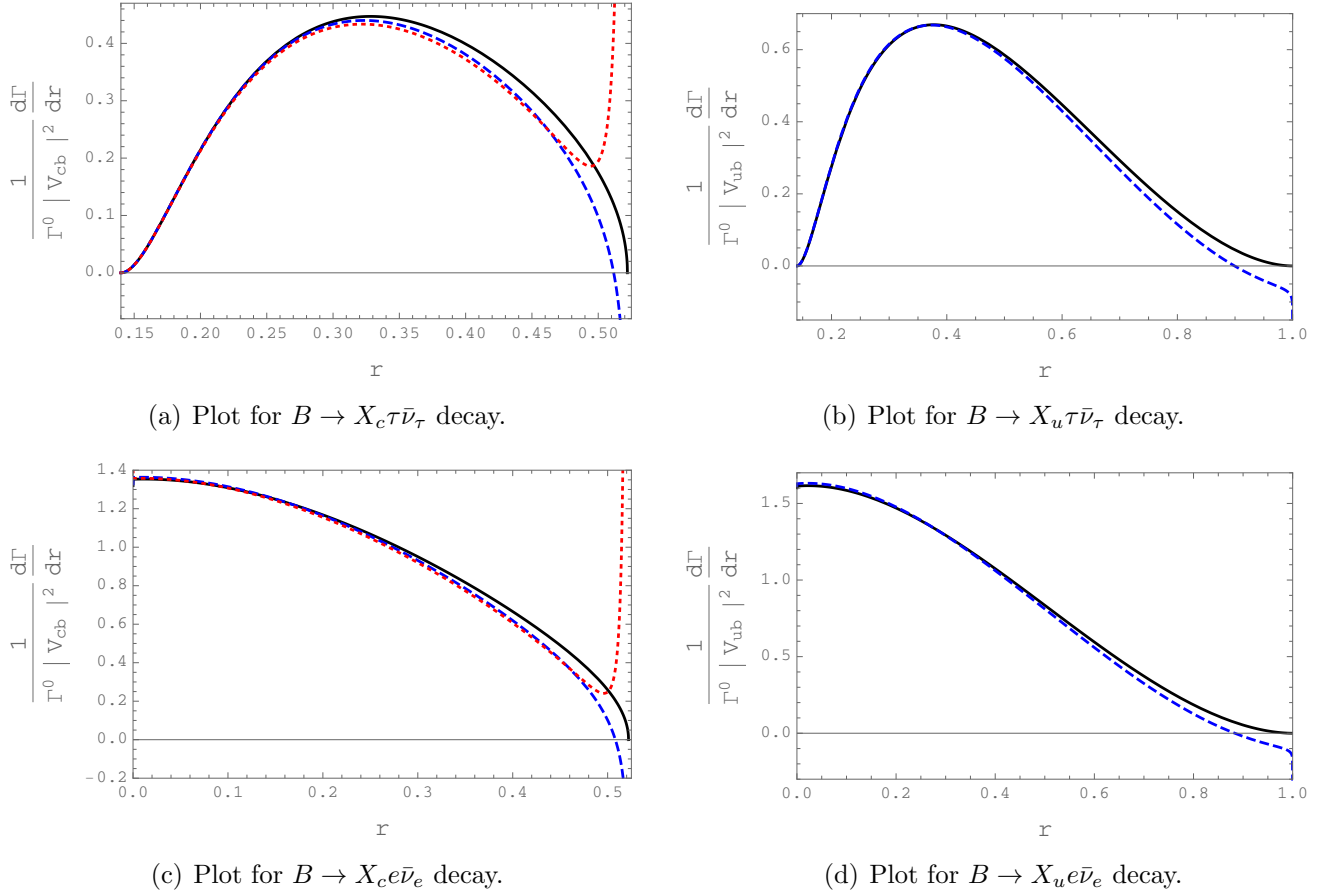 1 dΓ
Γ⁰ | V_cb |² dr
0.4
0.3
0.2
0.1
0.0
0.15 0.20 0.25 0.30 0.35 0.40 0.45 0.50
r
(a) Plot for B → X_c τ ν̄_τ decay.
1 dΓ
Γ⁰ | V_ub |² dr
0.6
0.4
0.2
0.0
0.2 0.4 0.6 0.8 1.0
r
(b) Plot for B → X_u τ ν̄_τ decay.
1 dΓ
Γ⁰ | V_cb |² dr
1.4
1.2
1.0
0.8
0.6
0.4
0.2
0.0
-0.2
0.0 0.1 0.2 0.3 0.4 0.5
r
(c) Plot for B → X_c e ν̄_e decay.
1 dΓ
Γ⁰ | V_ub |² dr
1.5
1.0
0.5
0.0
0.0 0.2 0.4 0.6 0.8 1.0
r
(d) Plot for B → X_u e ν̄_e decay.